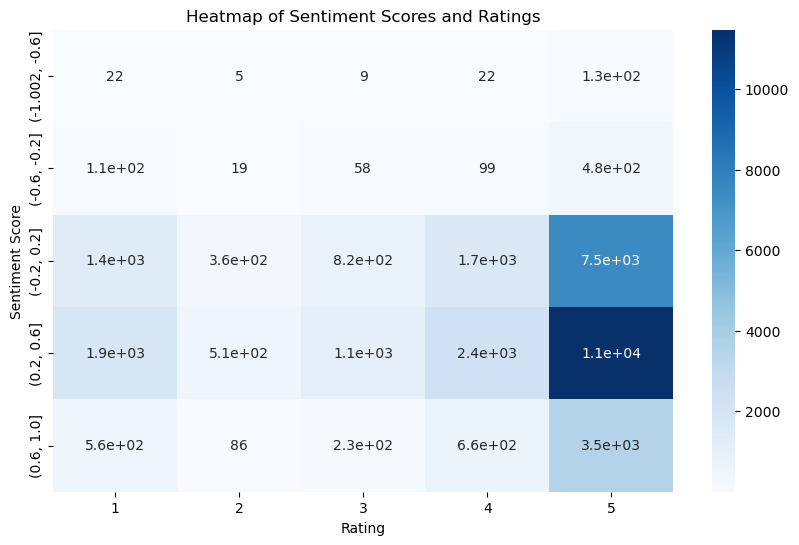 Heatmap of Sentiment Scores and Ratings
Sentiment Score
(-1.002, -0.6] 22 5 9 22 1.3e+02
(-0.6, -0.2] 1.1e+02 19 58 99 4.8e+02
(-0.2, 0.2] 1.4e+03 3.6e+02 8.2e+02 1.7e+03 7.5e+03
(0.2, 0.6] 1.9e+03 5.1e+02 1.1e+03 2.4e+03 1.1e+04
(0.6, 1.0] 5.6e+02 86 2.3e+02 6.6e+02 3.5e+03
1 2 3 4 5
Rating
10000
8000
6000
4000
2000